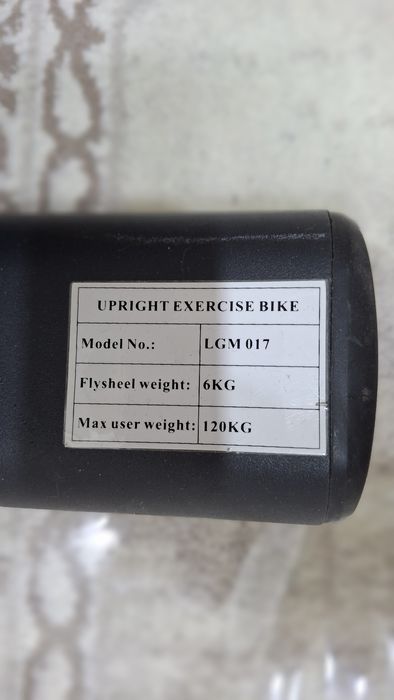 UPRIGHT EXERCISE BIKE
Model No.: LGM 017
Flysheel weight: 6KG
Max user weight: 120KG